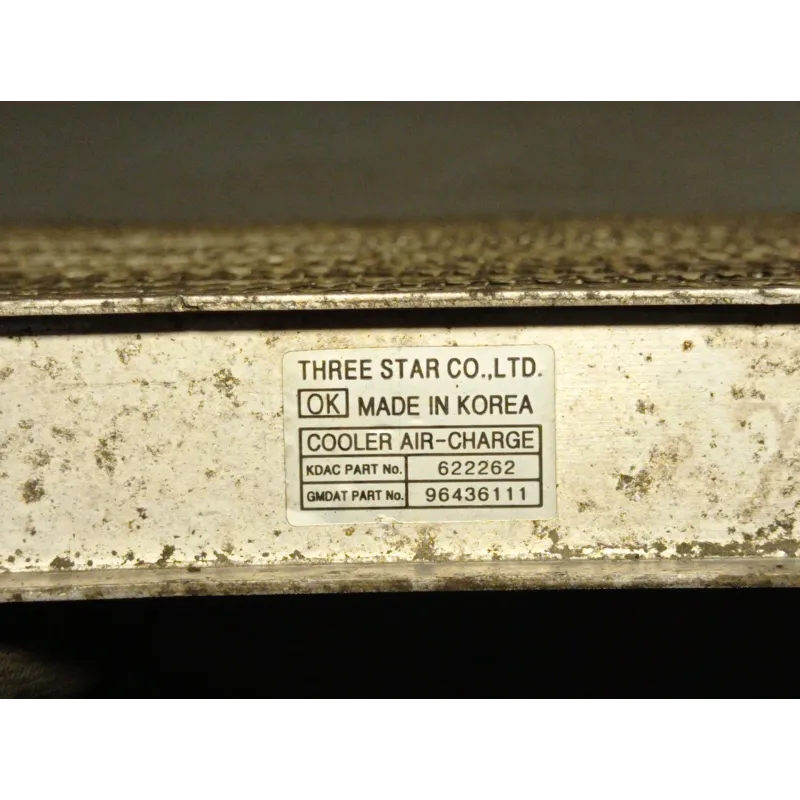 THREE STAR CO.,LTD.
OK MADE IN KOREA
COOLER AIR-CHARGE
KDAC PART No. 622262
GMDAT PART No. 96436111